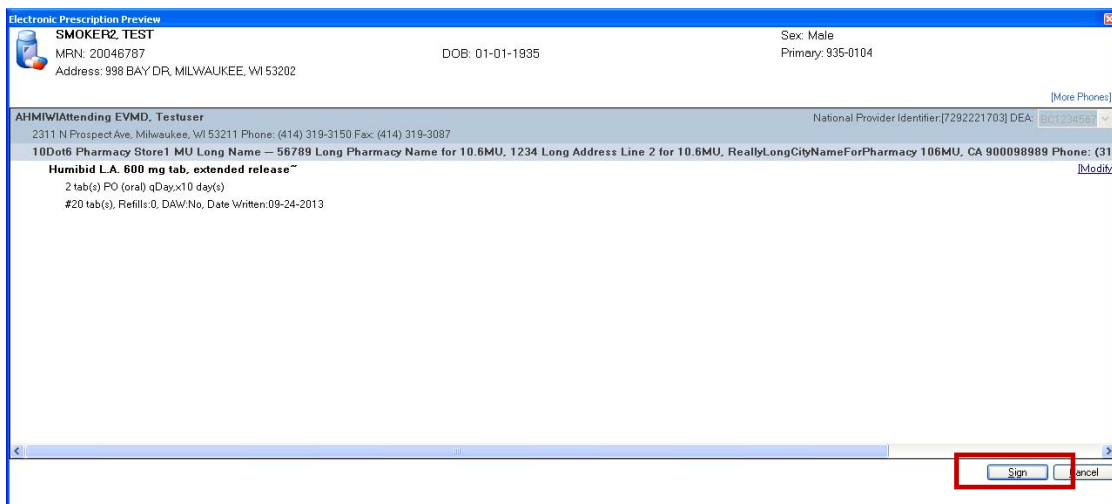 Electronic Prescription Preview
SMOKER2, TEST
Sex: Male
MRN: 20046787
DOB: 01-01-1935
Primary: 935-0104
Address: 998 BAY DR, MILWAUKEE, WI 53202
[More Phones]
AHMIWIAttending EVMD, Testuser
National Provider Identifier:[7292221703] DEA: BC1234567
2311 N Prospect Ave, Milwaukee, WI 53211 Phone: (414) 319-3150 Fax: (414) 319-3087
10Dot6 Pharmacy Store1 MU Long Name – 56789 Long Pharmacy Name for 10.6MU, 1234 Long Address Line 2 for 10.6MU, ReallyLongCityNameForPharmacy 106MU, CA 900098989 Phone: (31
Humibid L.A. 600 mg tab, extended release~
[Modify
2 tab(s) PO (oral) qDay,x10 day(s)
#20 tab(s), Refills:0, DAW:No, Date Written:09-24-2013
Sign
Cancel